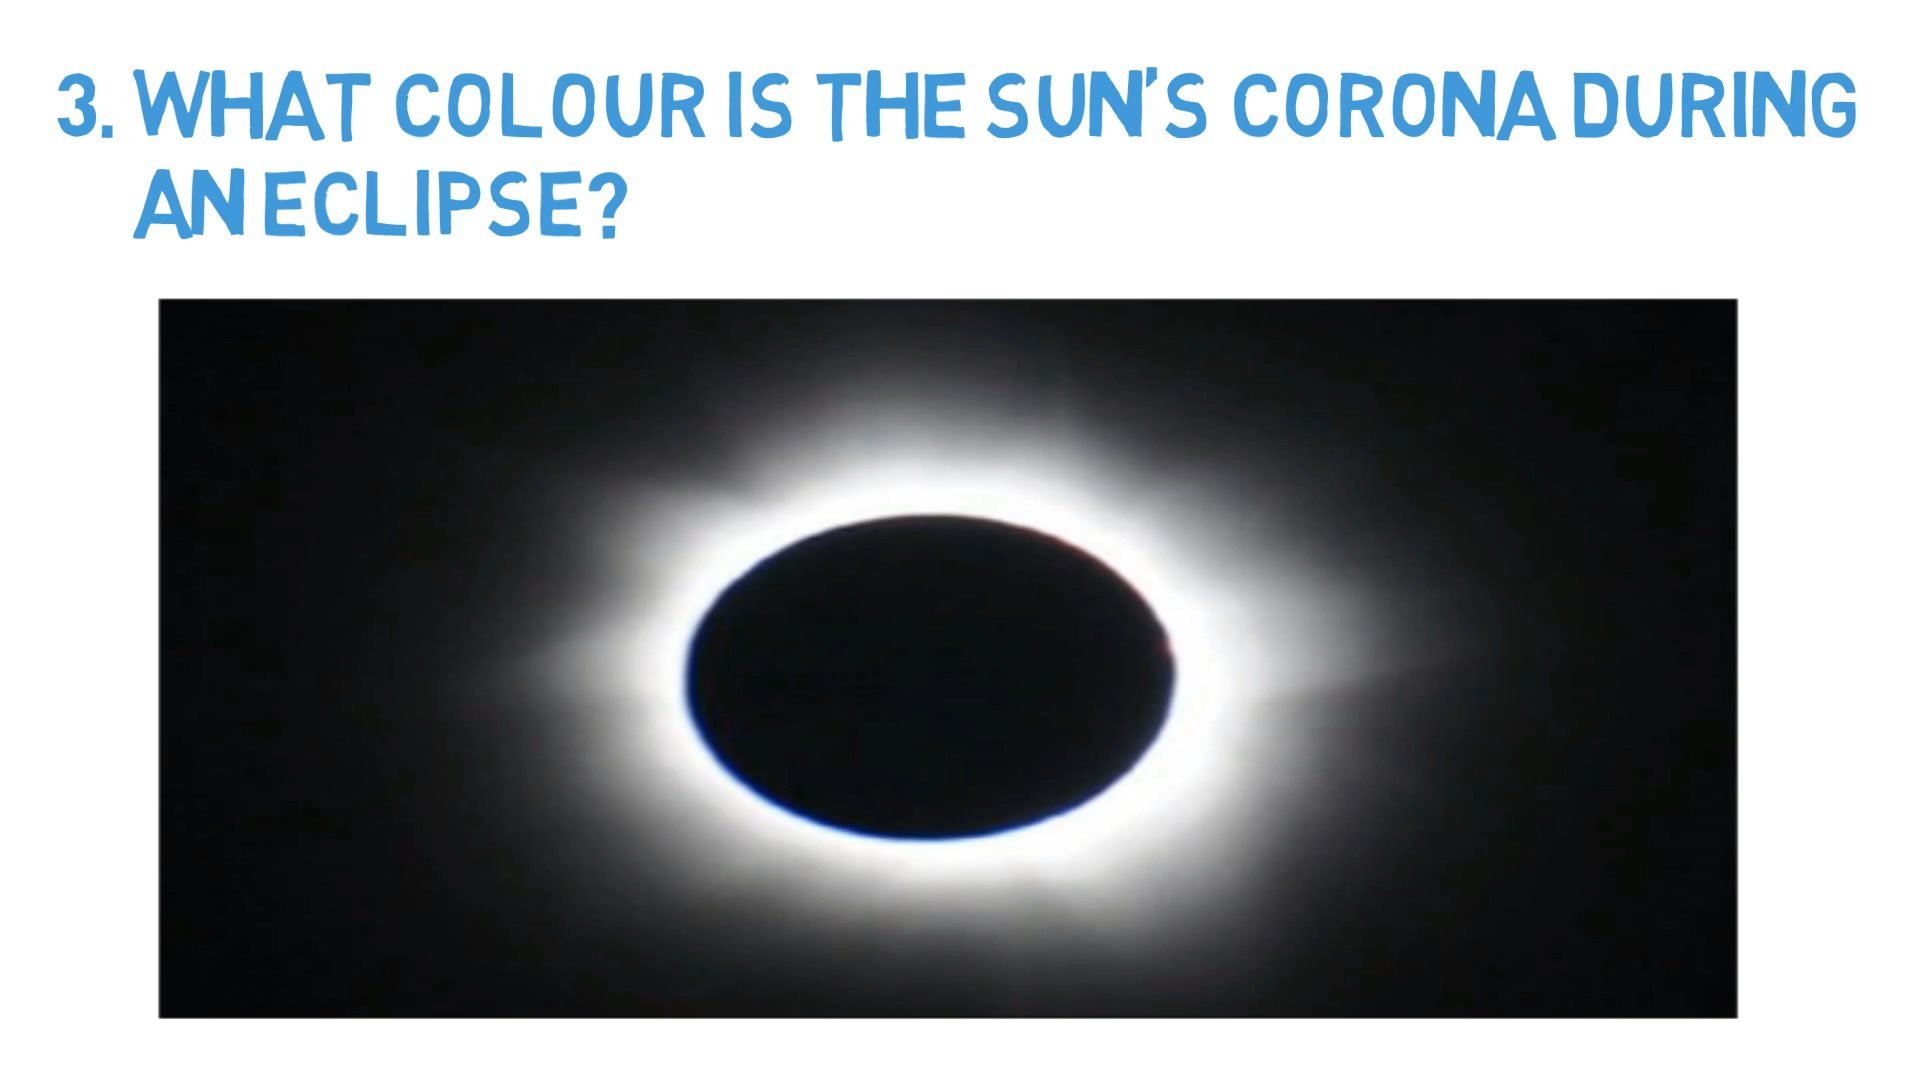 3. WHAT COLOUR IS THE SUN'S CORONA DURING
AN ECLIPSE?